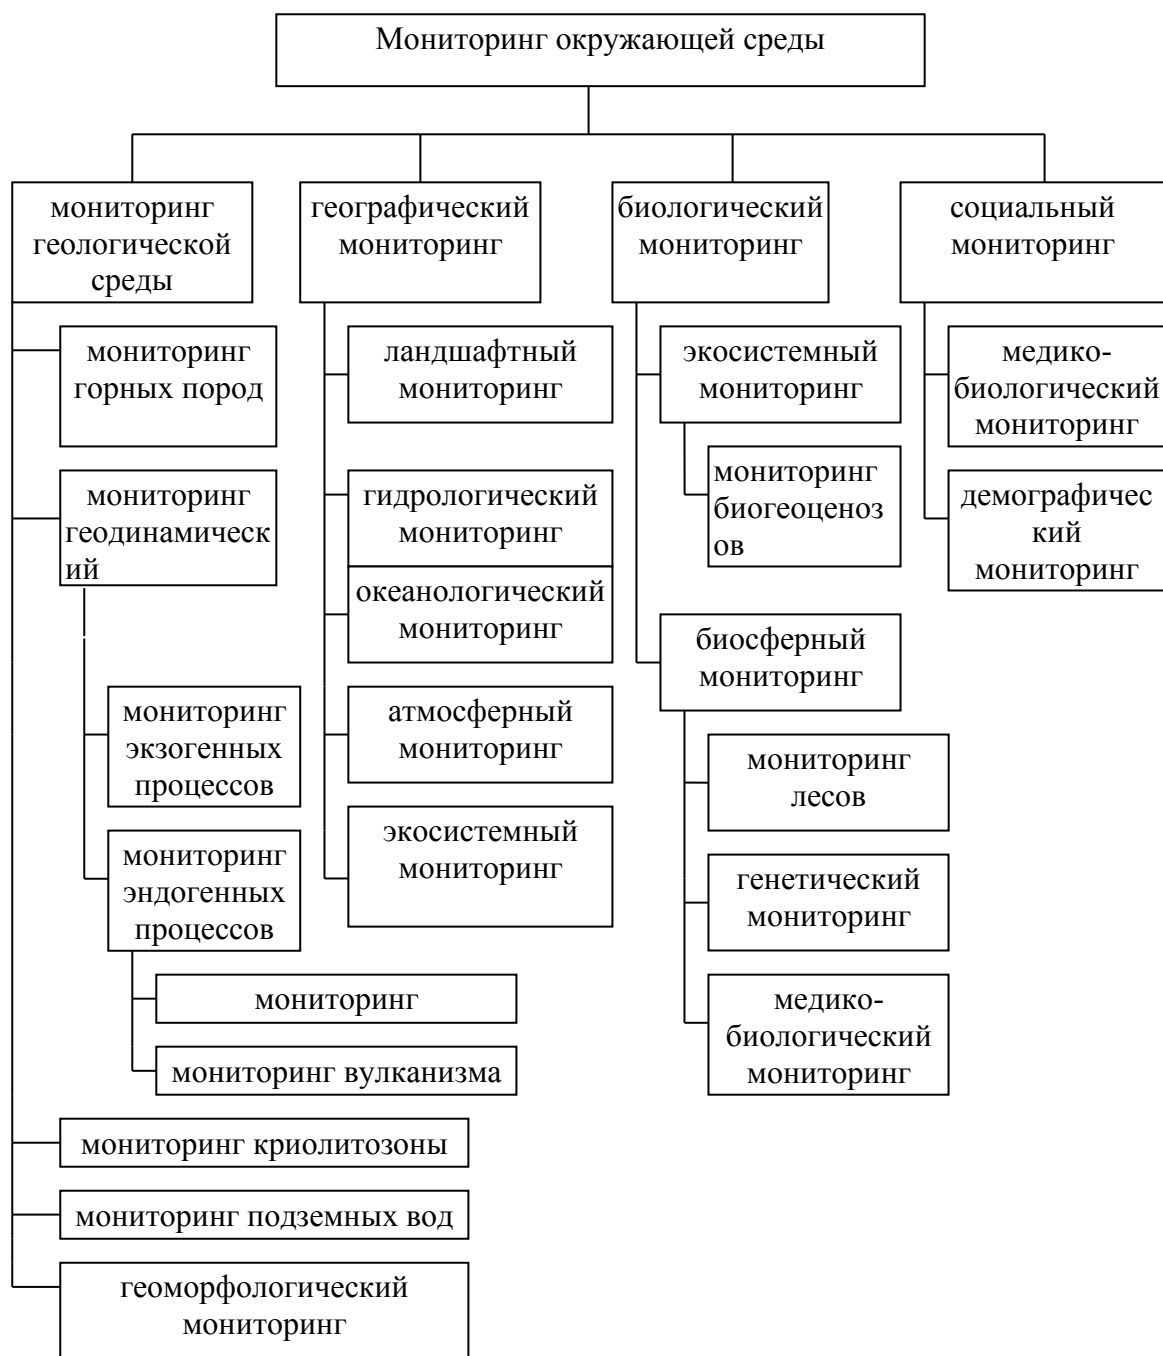 Мониторинг окружающей среды
мониторинг
геологической
среды
географический
мониторинг
биологический
мониторинг
социальный
мониторинг
мониторинг
горных пород
мониторинг
геодинамическ
ий
мониторинг
экзогенных
процессов
мониторинг
эндогенных
процессов
мониторинг
мониторинг вулканизма
мониторинг криолитозоны
мониторинг подземных вод
геоморфологический
мониторинг
ландшафтный
мониторинг
гидрологический
мониторинг
океанологический
мониторинг
атмосферный
мониторинг
экосистемный
мониторинг
экосистемный
мониторинг
мониторинг
биогеоценоз
ов
биосферный
мониторинг
мониторинг
лесов
генетический
мониторинг
медико-
биологический
мониторинг
медико-
биологический
мониторинг
демографичес
кий
мониторинг